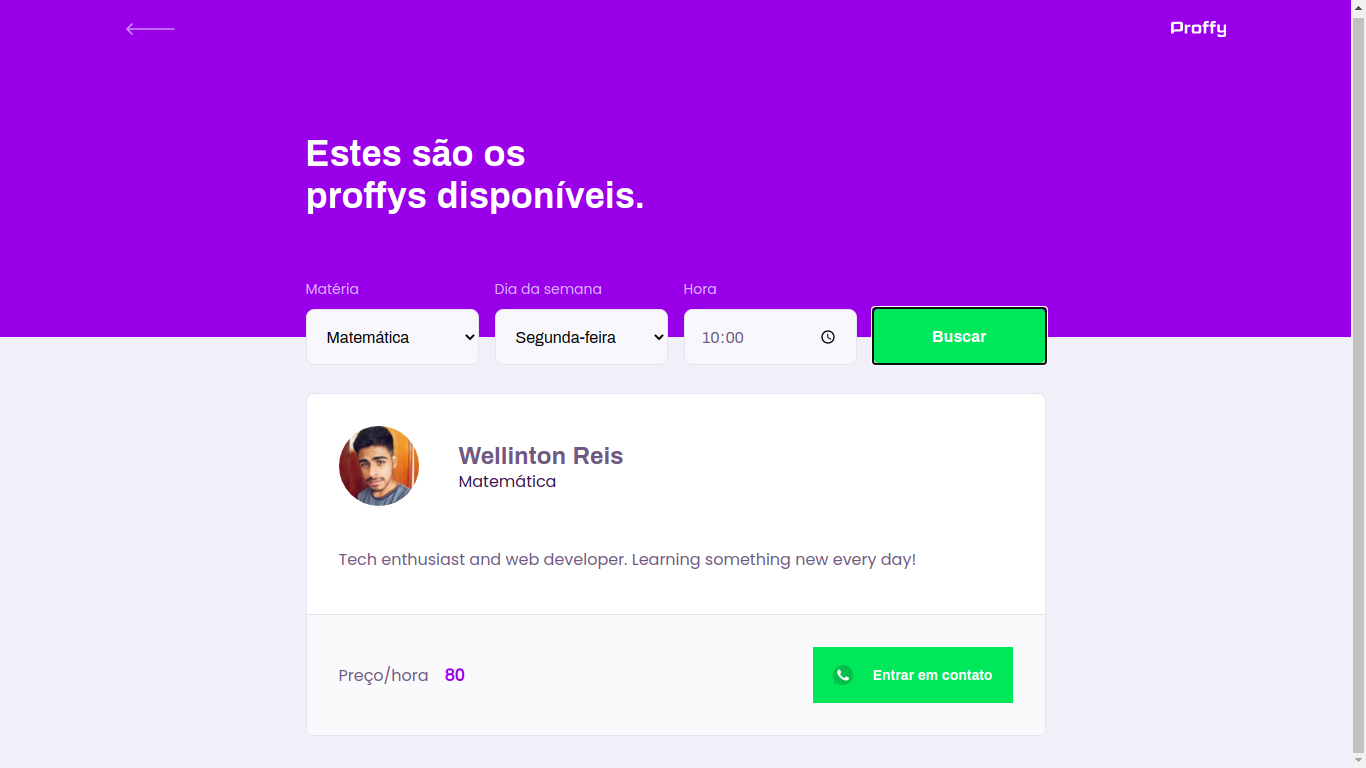 Proffy
Estes são os
proffys disponíveis.
Matéria
Dia da semana
Hora
Matemática
Segunda-feira
10:00
Buscar
Wellinton Reis
Matemática
Tech enthusiast and web developer. Learning something new every day!
Preço/hora 80
Entrar em contato